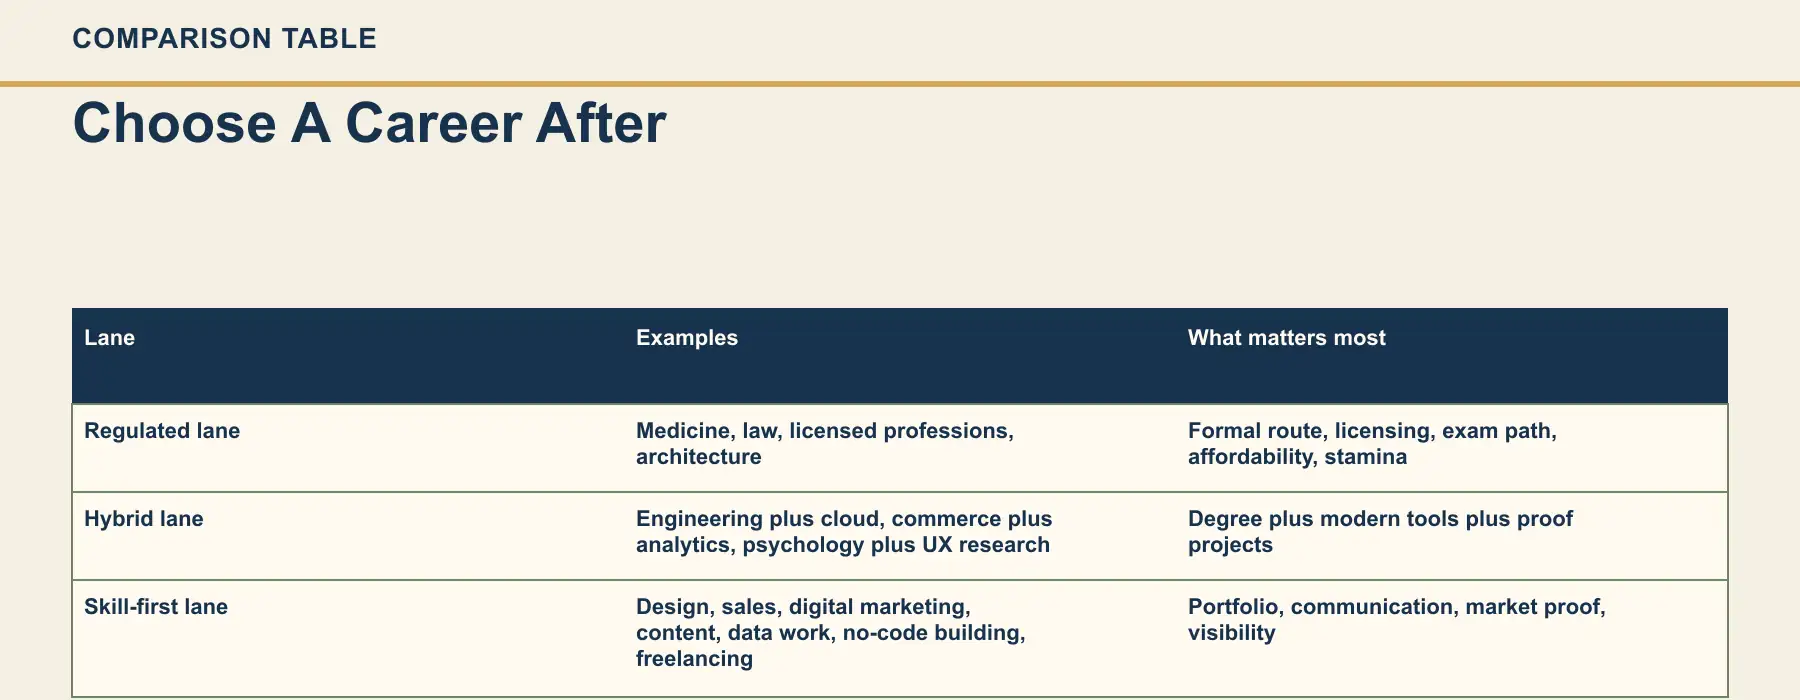 COMPARISON TABLE
Choose A Career After
Lane
Examples
What matters most
Regulated lane
Medicine, law, licensed professions,
architecture
Formal route, licensing, exam path,
affordability, stamina
Hybrid lane
Engineering plus cloud, commerce plus
analytics, psychology plus UX research
Degree plus modern tools plus proof
projects
Skill-first lane
Design, sales, digital marketing,
content, data work, no-code building,
freelancing
Portfolio, communication, market proof,
visibility